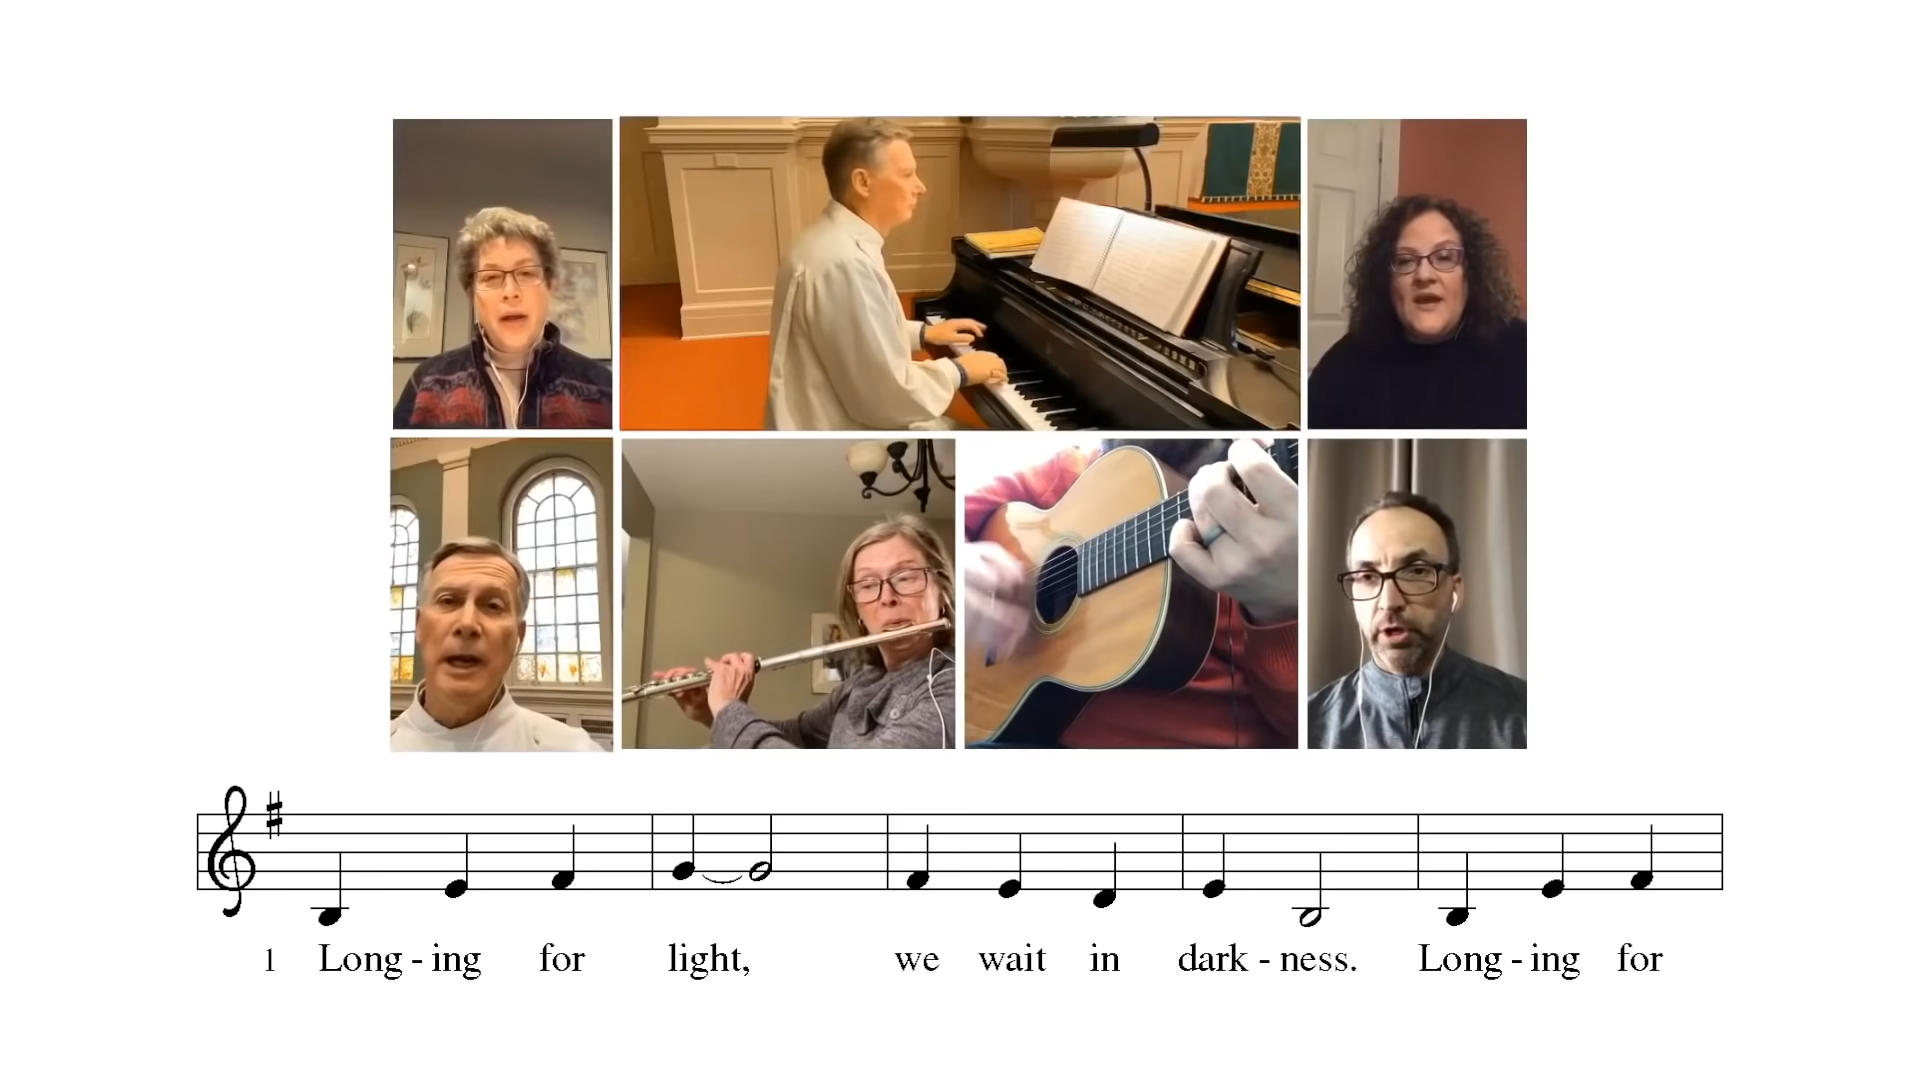 1 Long - ing for light, we wait in dark - ness. Long - ing for